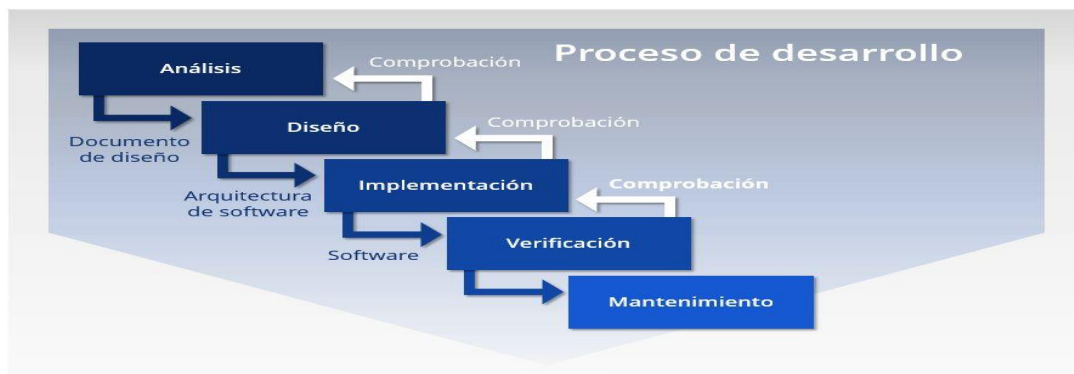 Proceso de desarrollo
Análisis
Comprobación
Documento
de diseño
Diseño
Comprobación
Arquitectura
de software
Implementación
Comprobación
Software
Verificación
Mantenimiento